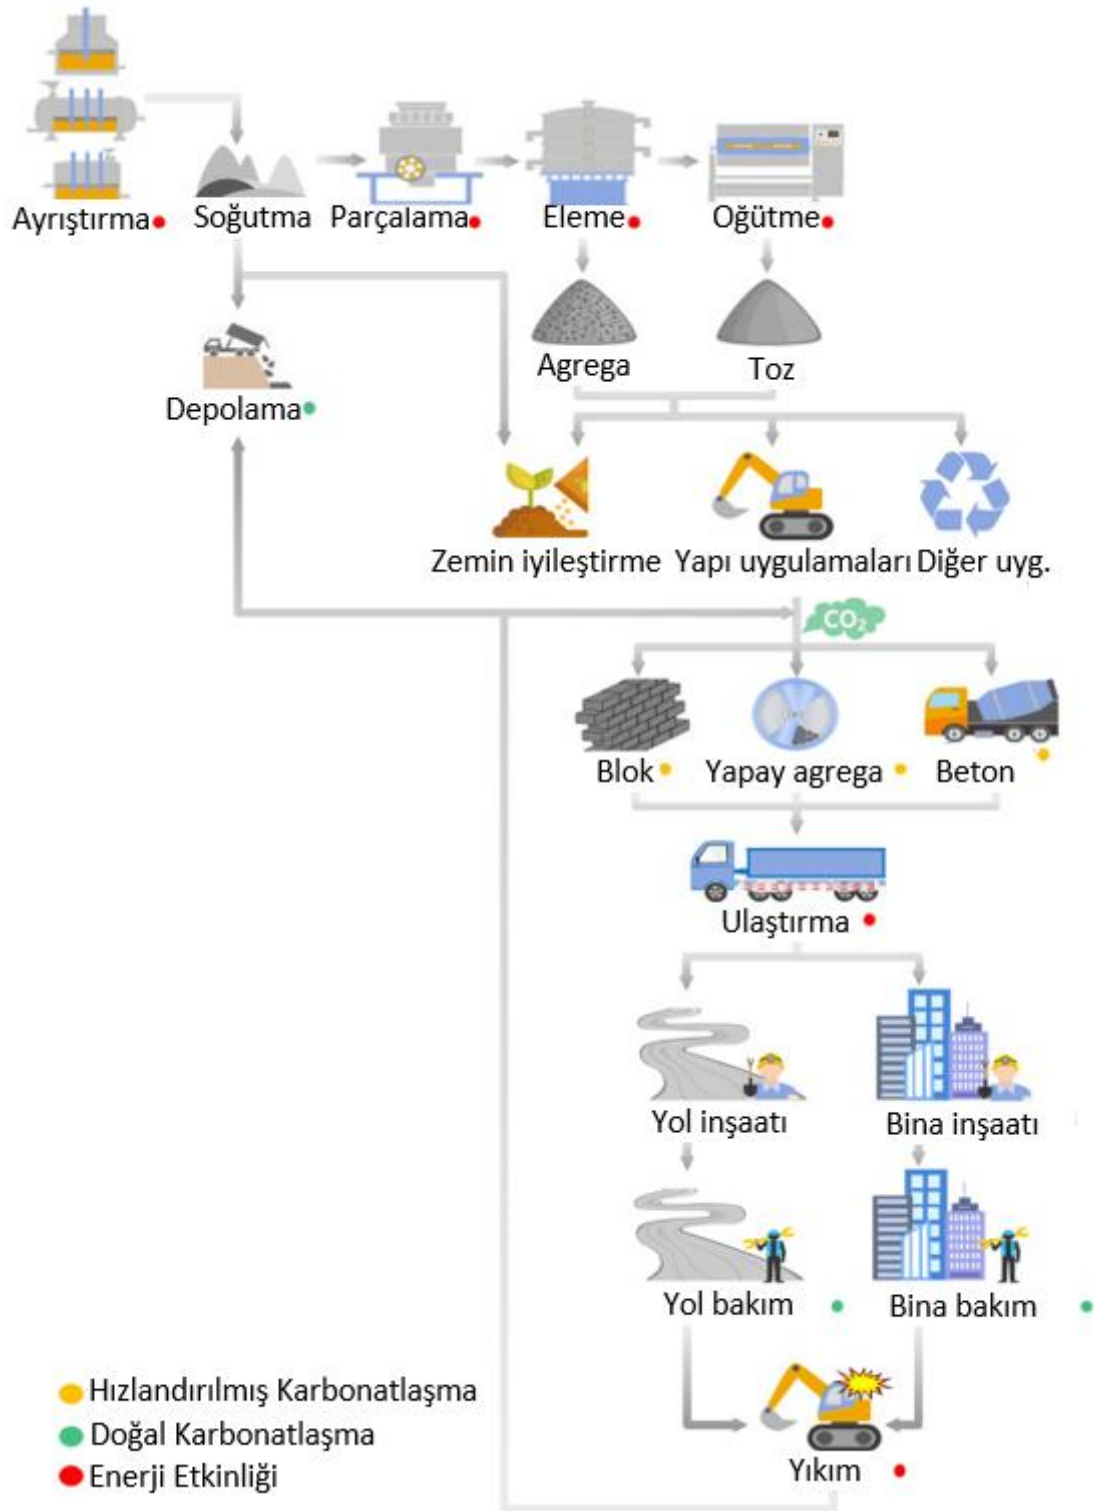 Ayrıştırma
Soğutma
Parçalama
Eleme
Oğütme
Agrega
Toz
Depolama
Zemin iyileştirme
Yapı uygulamaları
Diğer uyg.
CO₂
Blok
Yapay agrega
Beton
Ulaştırma
Yol inşaatı
Bina inşaatı
Yol bakım
Bina bakım
Hızlandırılmış Karbonatlaşma
Doğal Karbonatlaşma
Enerji Etkinliği
Yıkım